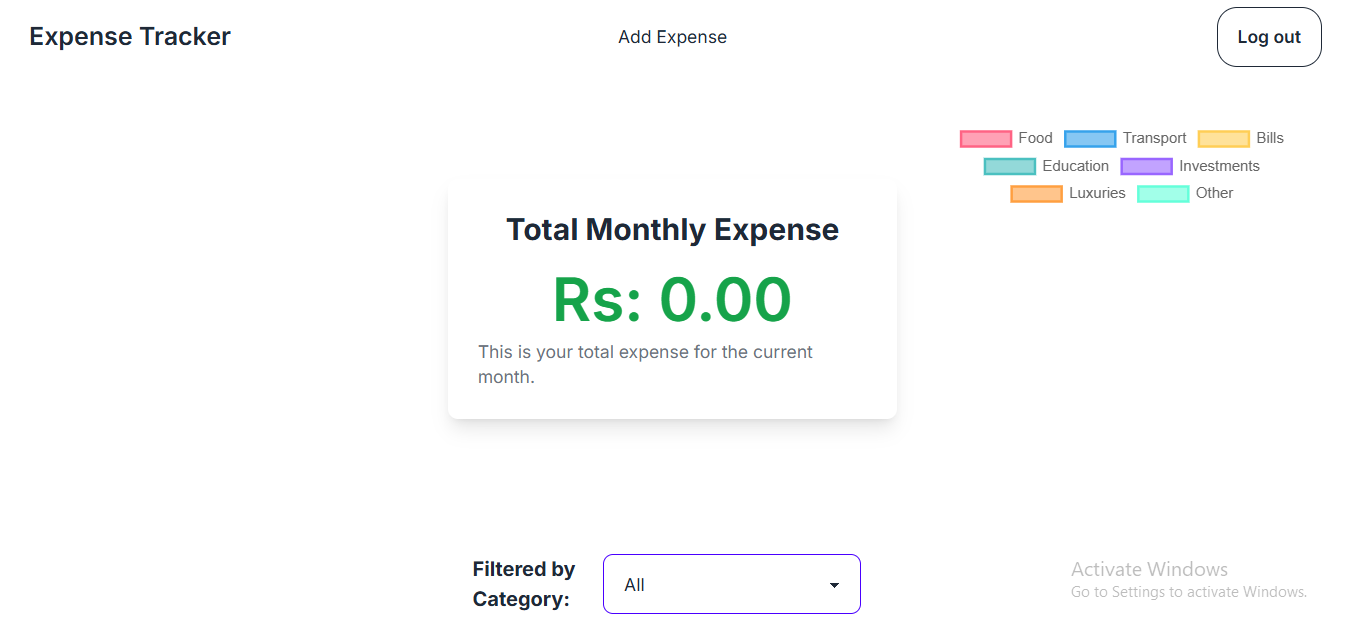 Expense Tracker
Add Expense
Log out
Food Transport Bills
Education Investments
Luxuries Other
Total Monthly Expense
Rs: 0.00
This is your total expense for the current
month.
Filtered by
Category:
All
Activate Windows
Go to Settings to activate Windows.